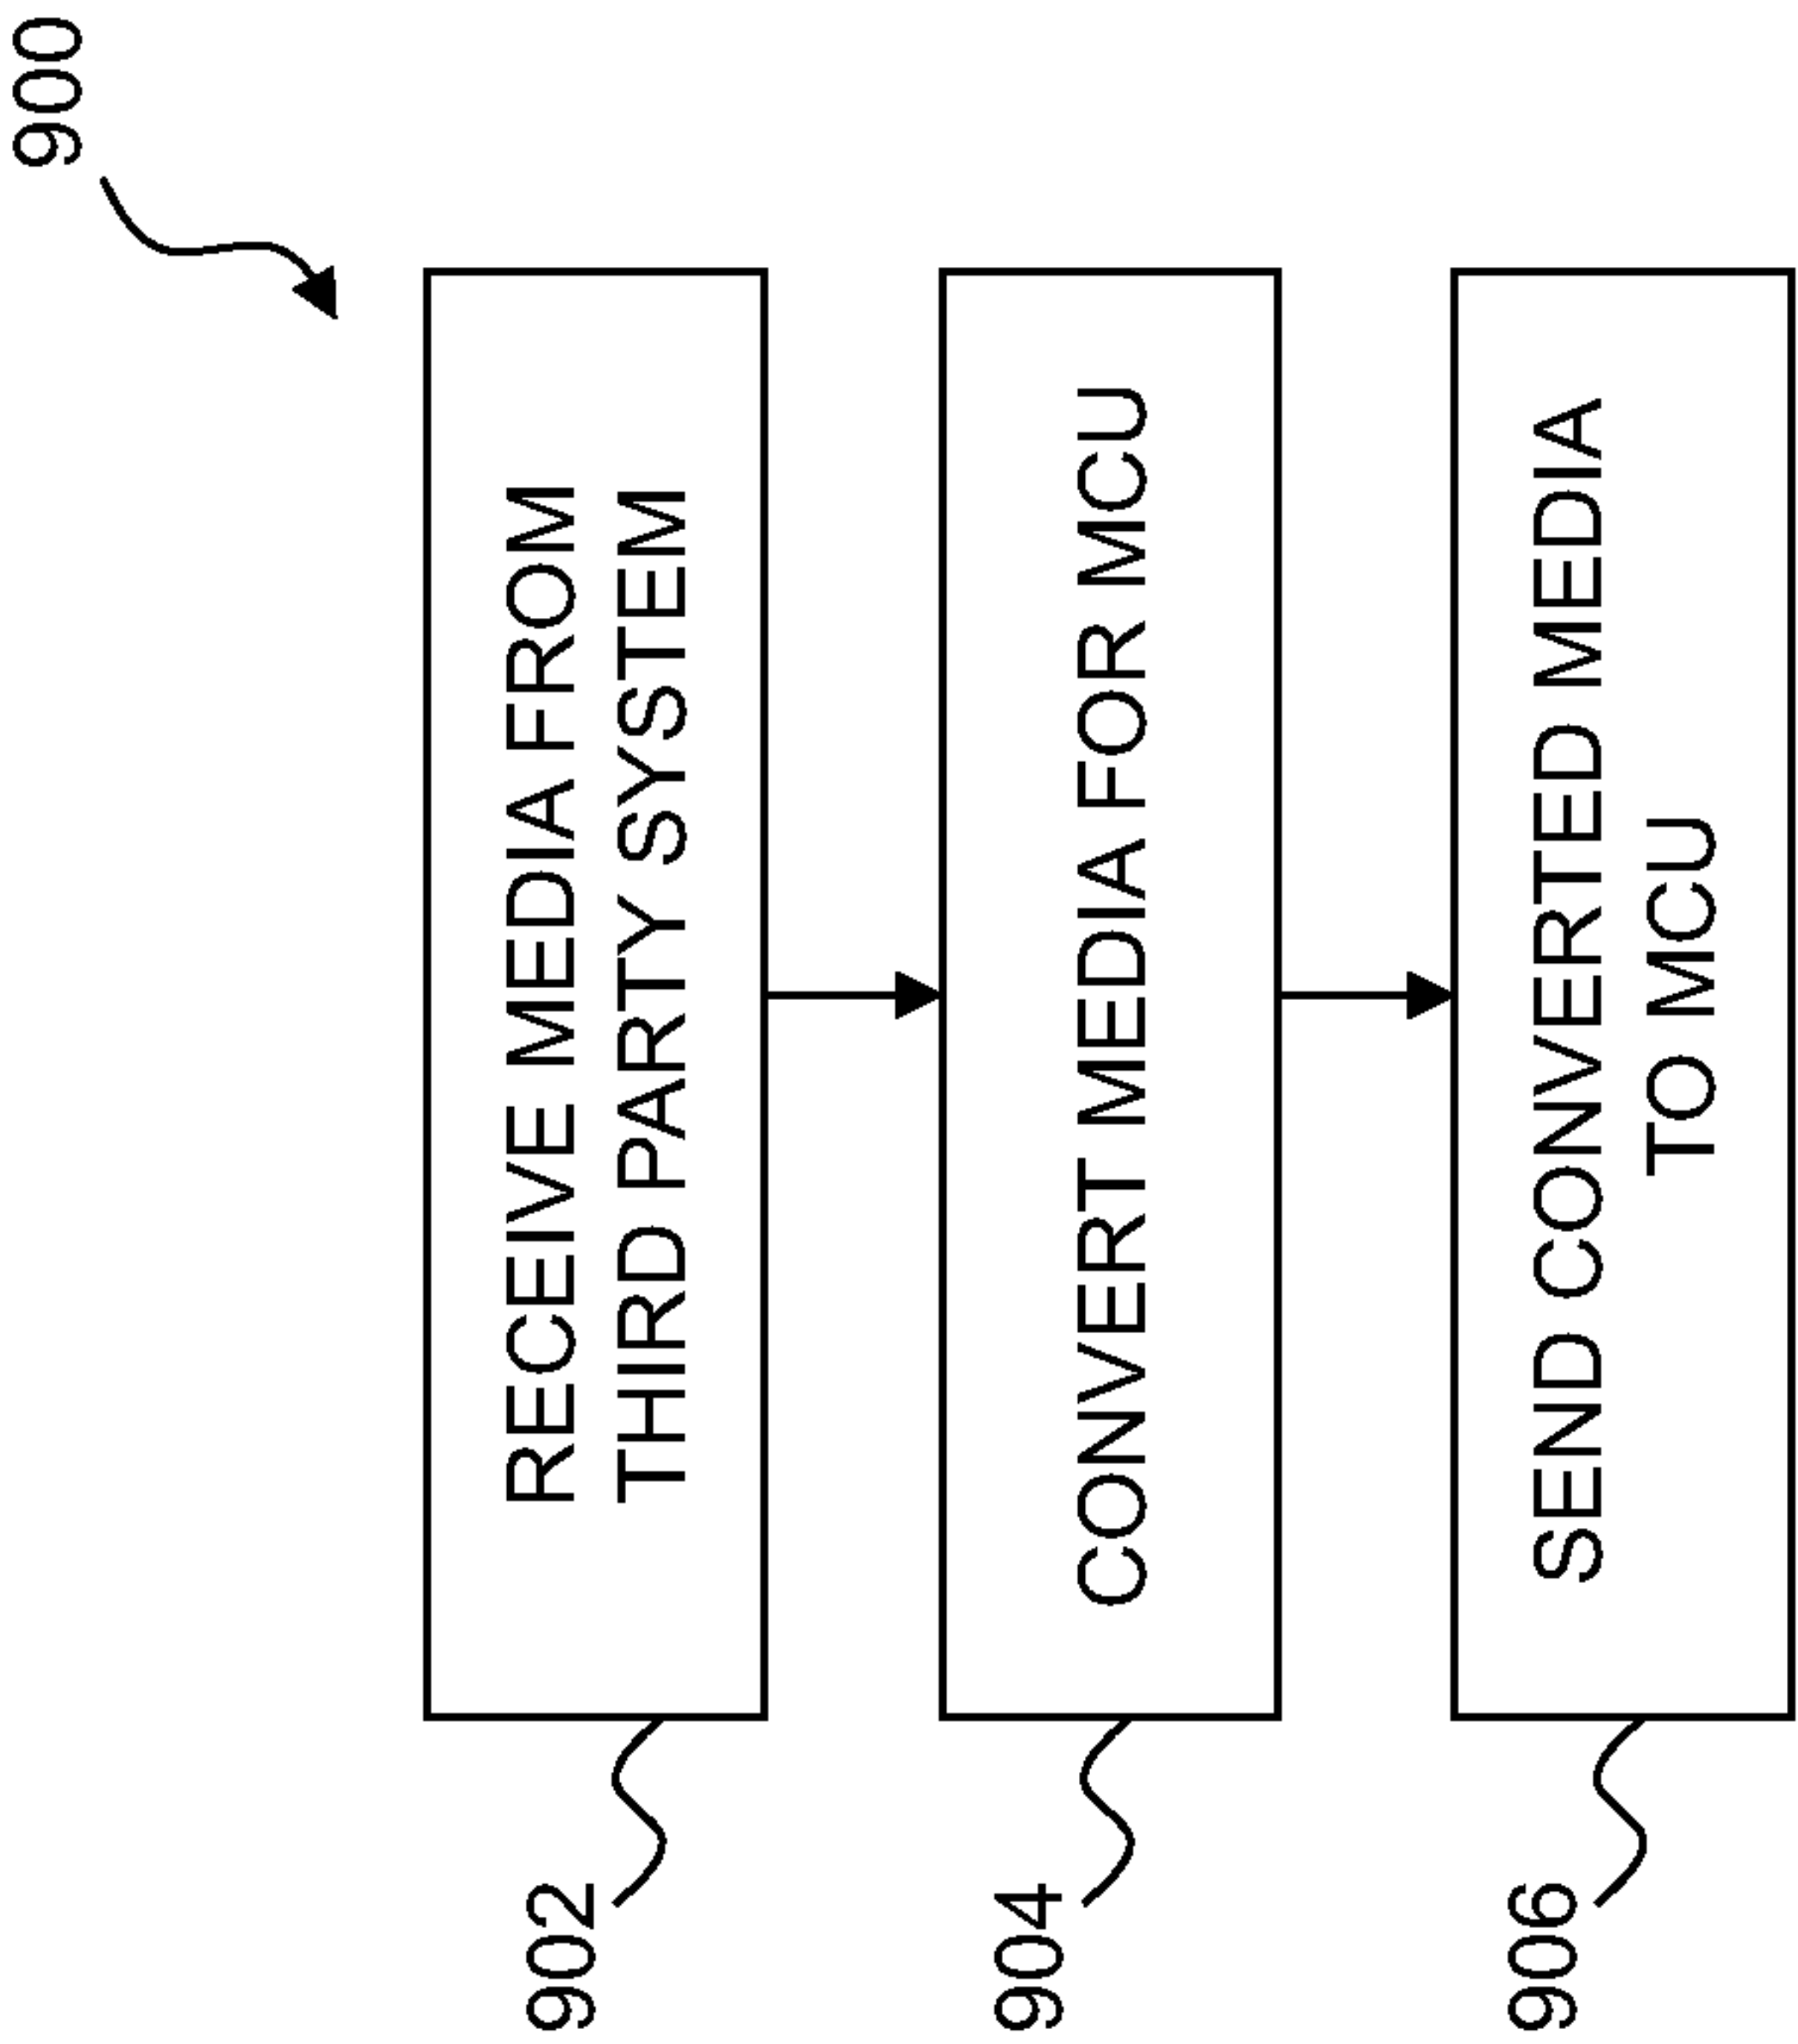 900
902
RECEIVE MEDIA FROM
THIRD PARTY SYSTEM
904
CONVERT MEDIA FOR MCU
906
SEND CONVERTED MEDIA
TO MCU